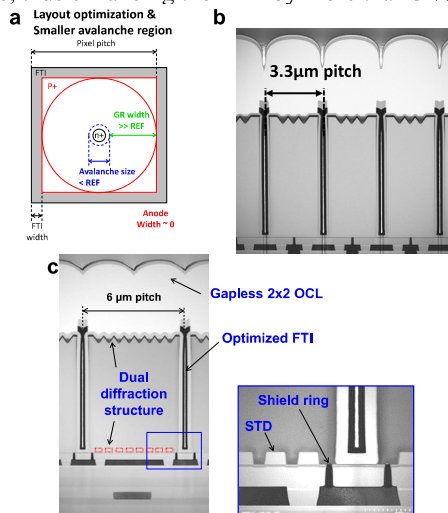 Layout optimization &
Smaller avalanche region
a
Pixel pitch
FTI
P+
GR width
>> REF
n+
Avalanche size
< REF
Anode
Width ~ 0
FTI
width
b
3.3μm pitch
c
6 μm pitch
Gapless 2x2 OCL
Optimized FTI
Dual
diffraction
structure
Shield ring
STD